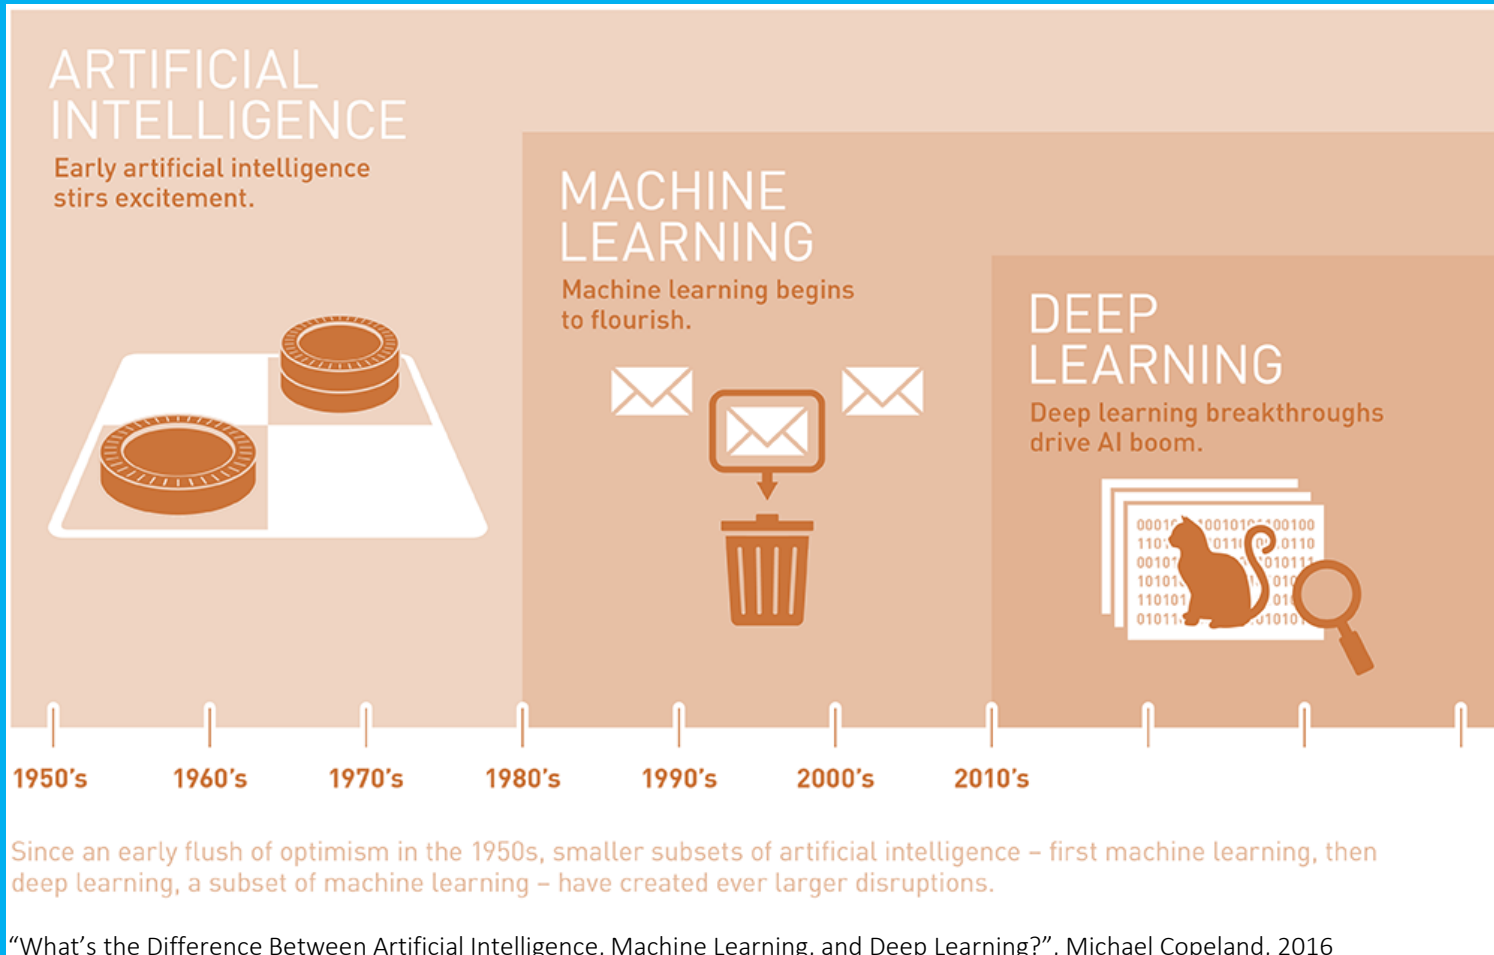 ARTIFICIAL
INTELLIGENCE
Early artificial intelligence
stirs excitement.
MACHINE
LEARNING
Machine learning begins
to flourish.
DEEP
LEARNING
Deep learning breakthroughs
drive AI boom.
1950's
1960's
1970's
1980's
1990's
2000's
2010's
Since an early flush of optimism in the 1950s, smaller subsets of artificial intelligence – first machine learning, then
deep learning, a subset of machine learning – have created ever larger disruptions.
“What’s the Difference Between Artificial Intelligence, Machine Learning, and Deep Learning?”, Michael Copeland, 2016